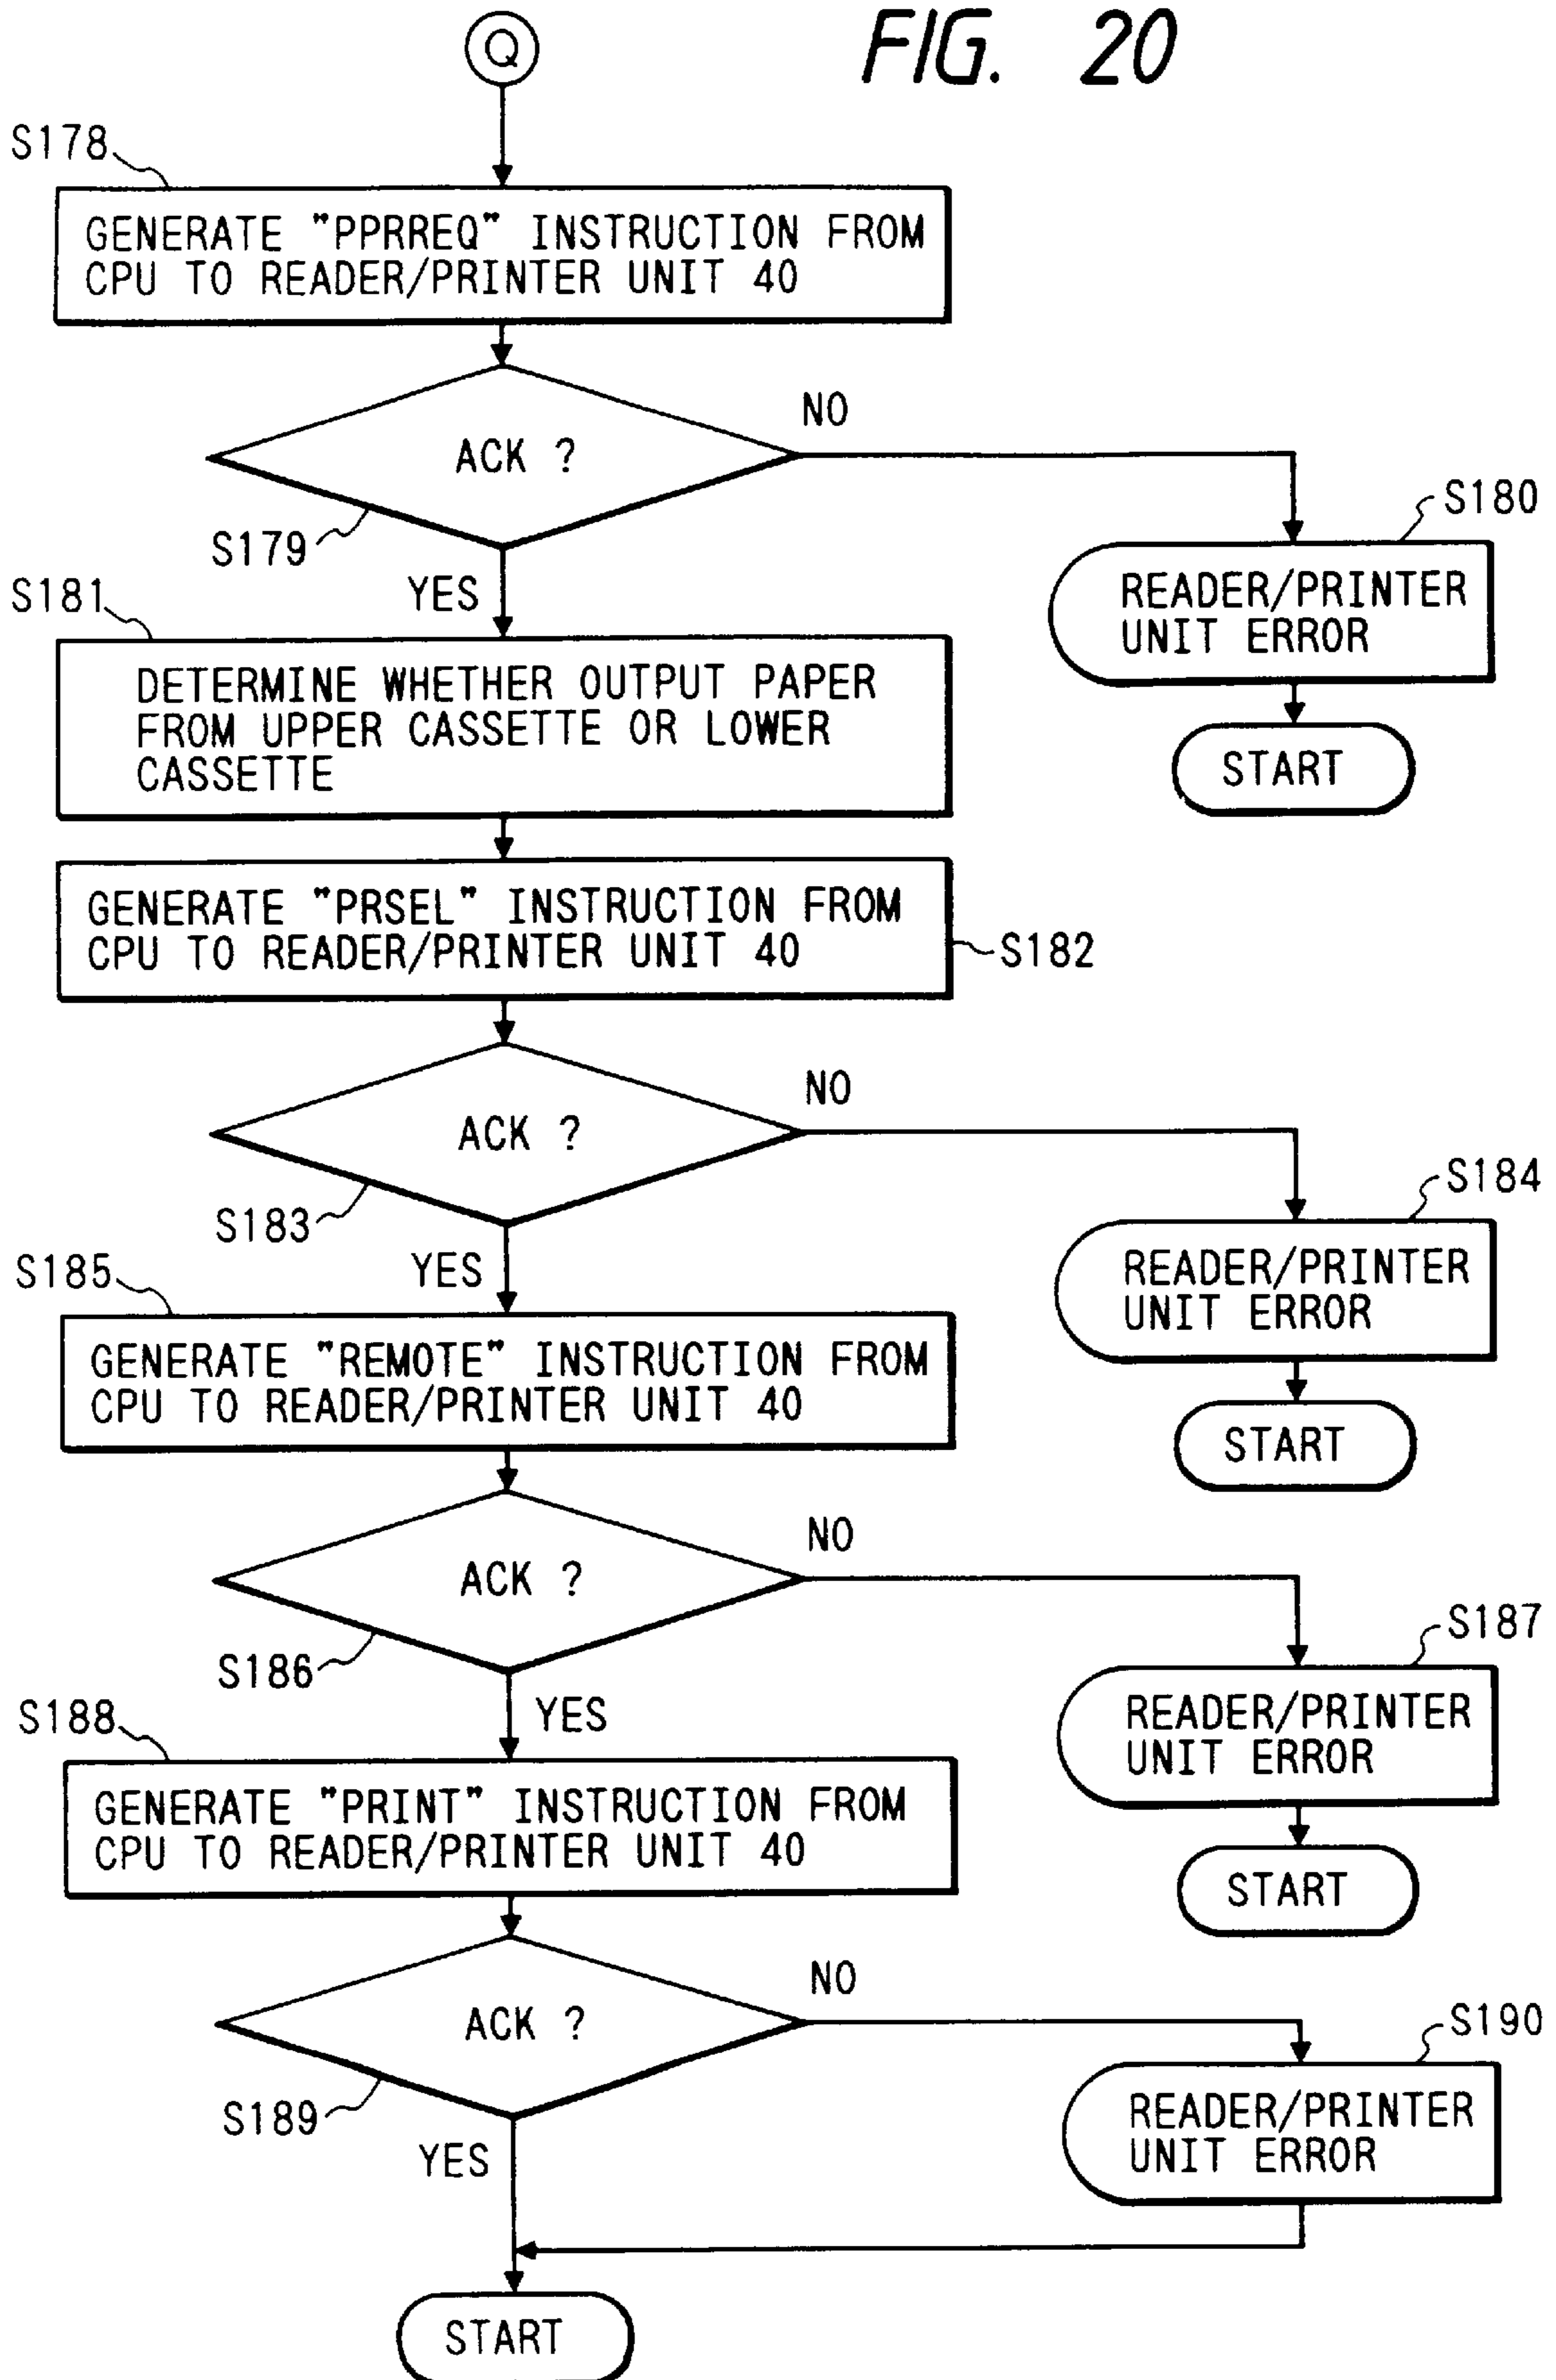 Q
FIG. 20
S178
GENERATE "PPRREQ" INSTRUCTION FROM
CPU TO READER/PRINTER UNIT 40
ACK ?
NO
S179
YES
S180
READER/PRINTER
UNIT ERROR
START
S181
DETERMINE WHETHER OUTPUT PAPER
FROM UPPER CASSETTE OR LOWER
CASSETTE
GENERATE "PRSEL" INSTRUCTION FROM
CPU TO READER/PRINTER UNIT 40
S182
ACK ?
NO
S183
YES
S184
READER/PRINTER
UNIT ERROR
START
S185
GENERATE "REMOTE" INSTRUCTION FROM
CPU TO READER/PRINTER UNIT 40
ACK ?
NO
S186
YES
S187
READER/PRINTER
UNIT ERROR
START
S188
GENERATE "PRINT" INSTRUCTION FROM
CPU TO READER/PRINTER UNIT 40
ACK ?
NO
S189
YES
S190
READER/PRINTER
UNIT ERROR
START